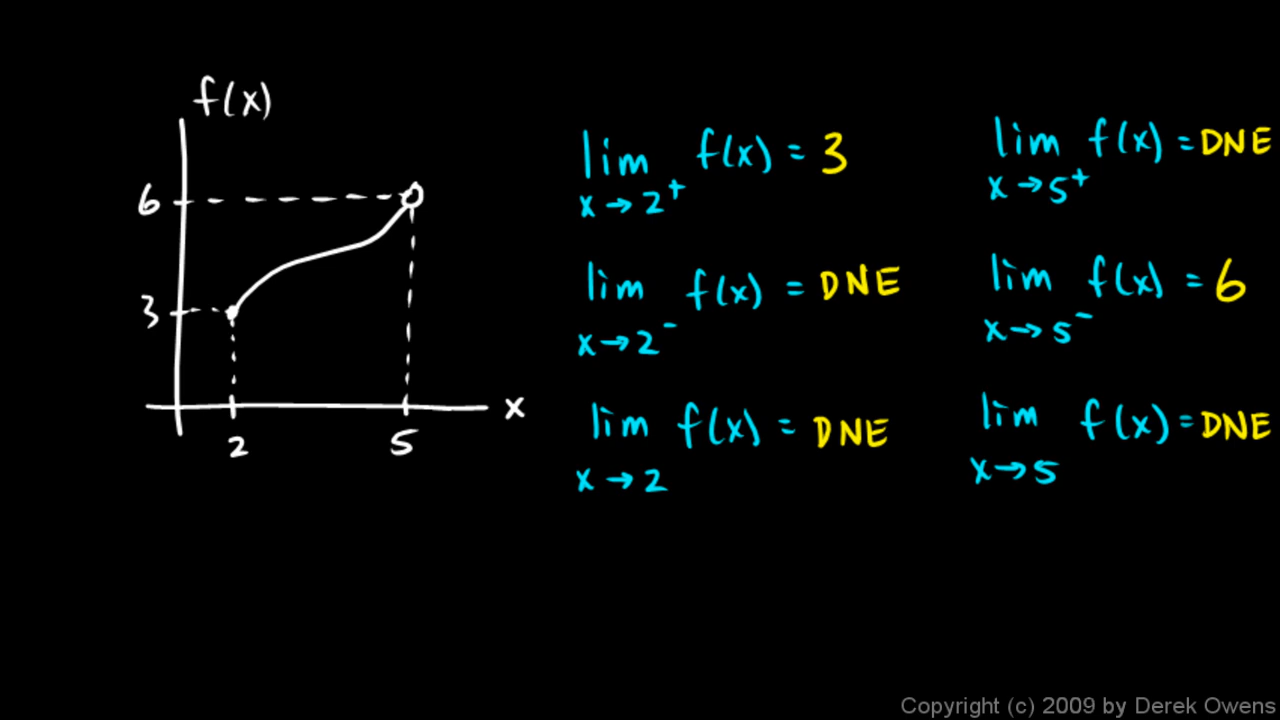 f(x)
6
3
2
5
x
lim f(x) = 3
x→2⁺
lim f(x) = DNE
x→2⁻
lim f(x) = DNE
x→2
lim f(x) = DNE
x→5⁺
lim f(x) = 6
x→5⁻
lim f(x) = DNE
x→5
Copyright (c) 2009 by Derek Owens